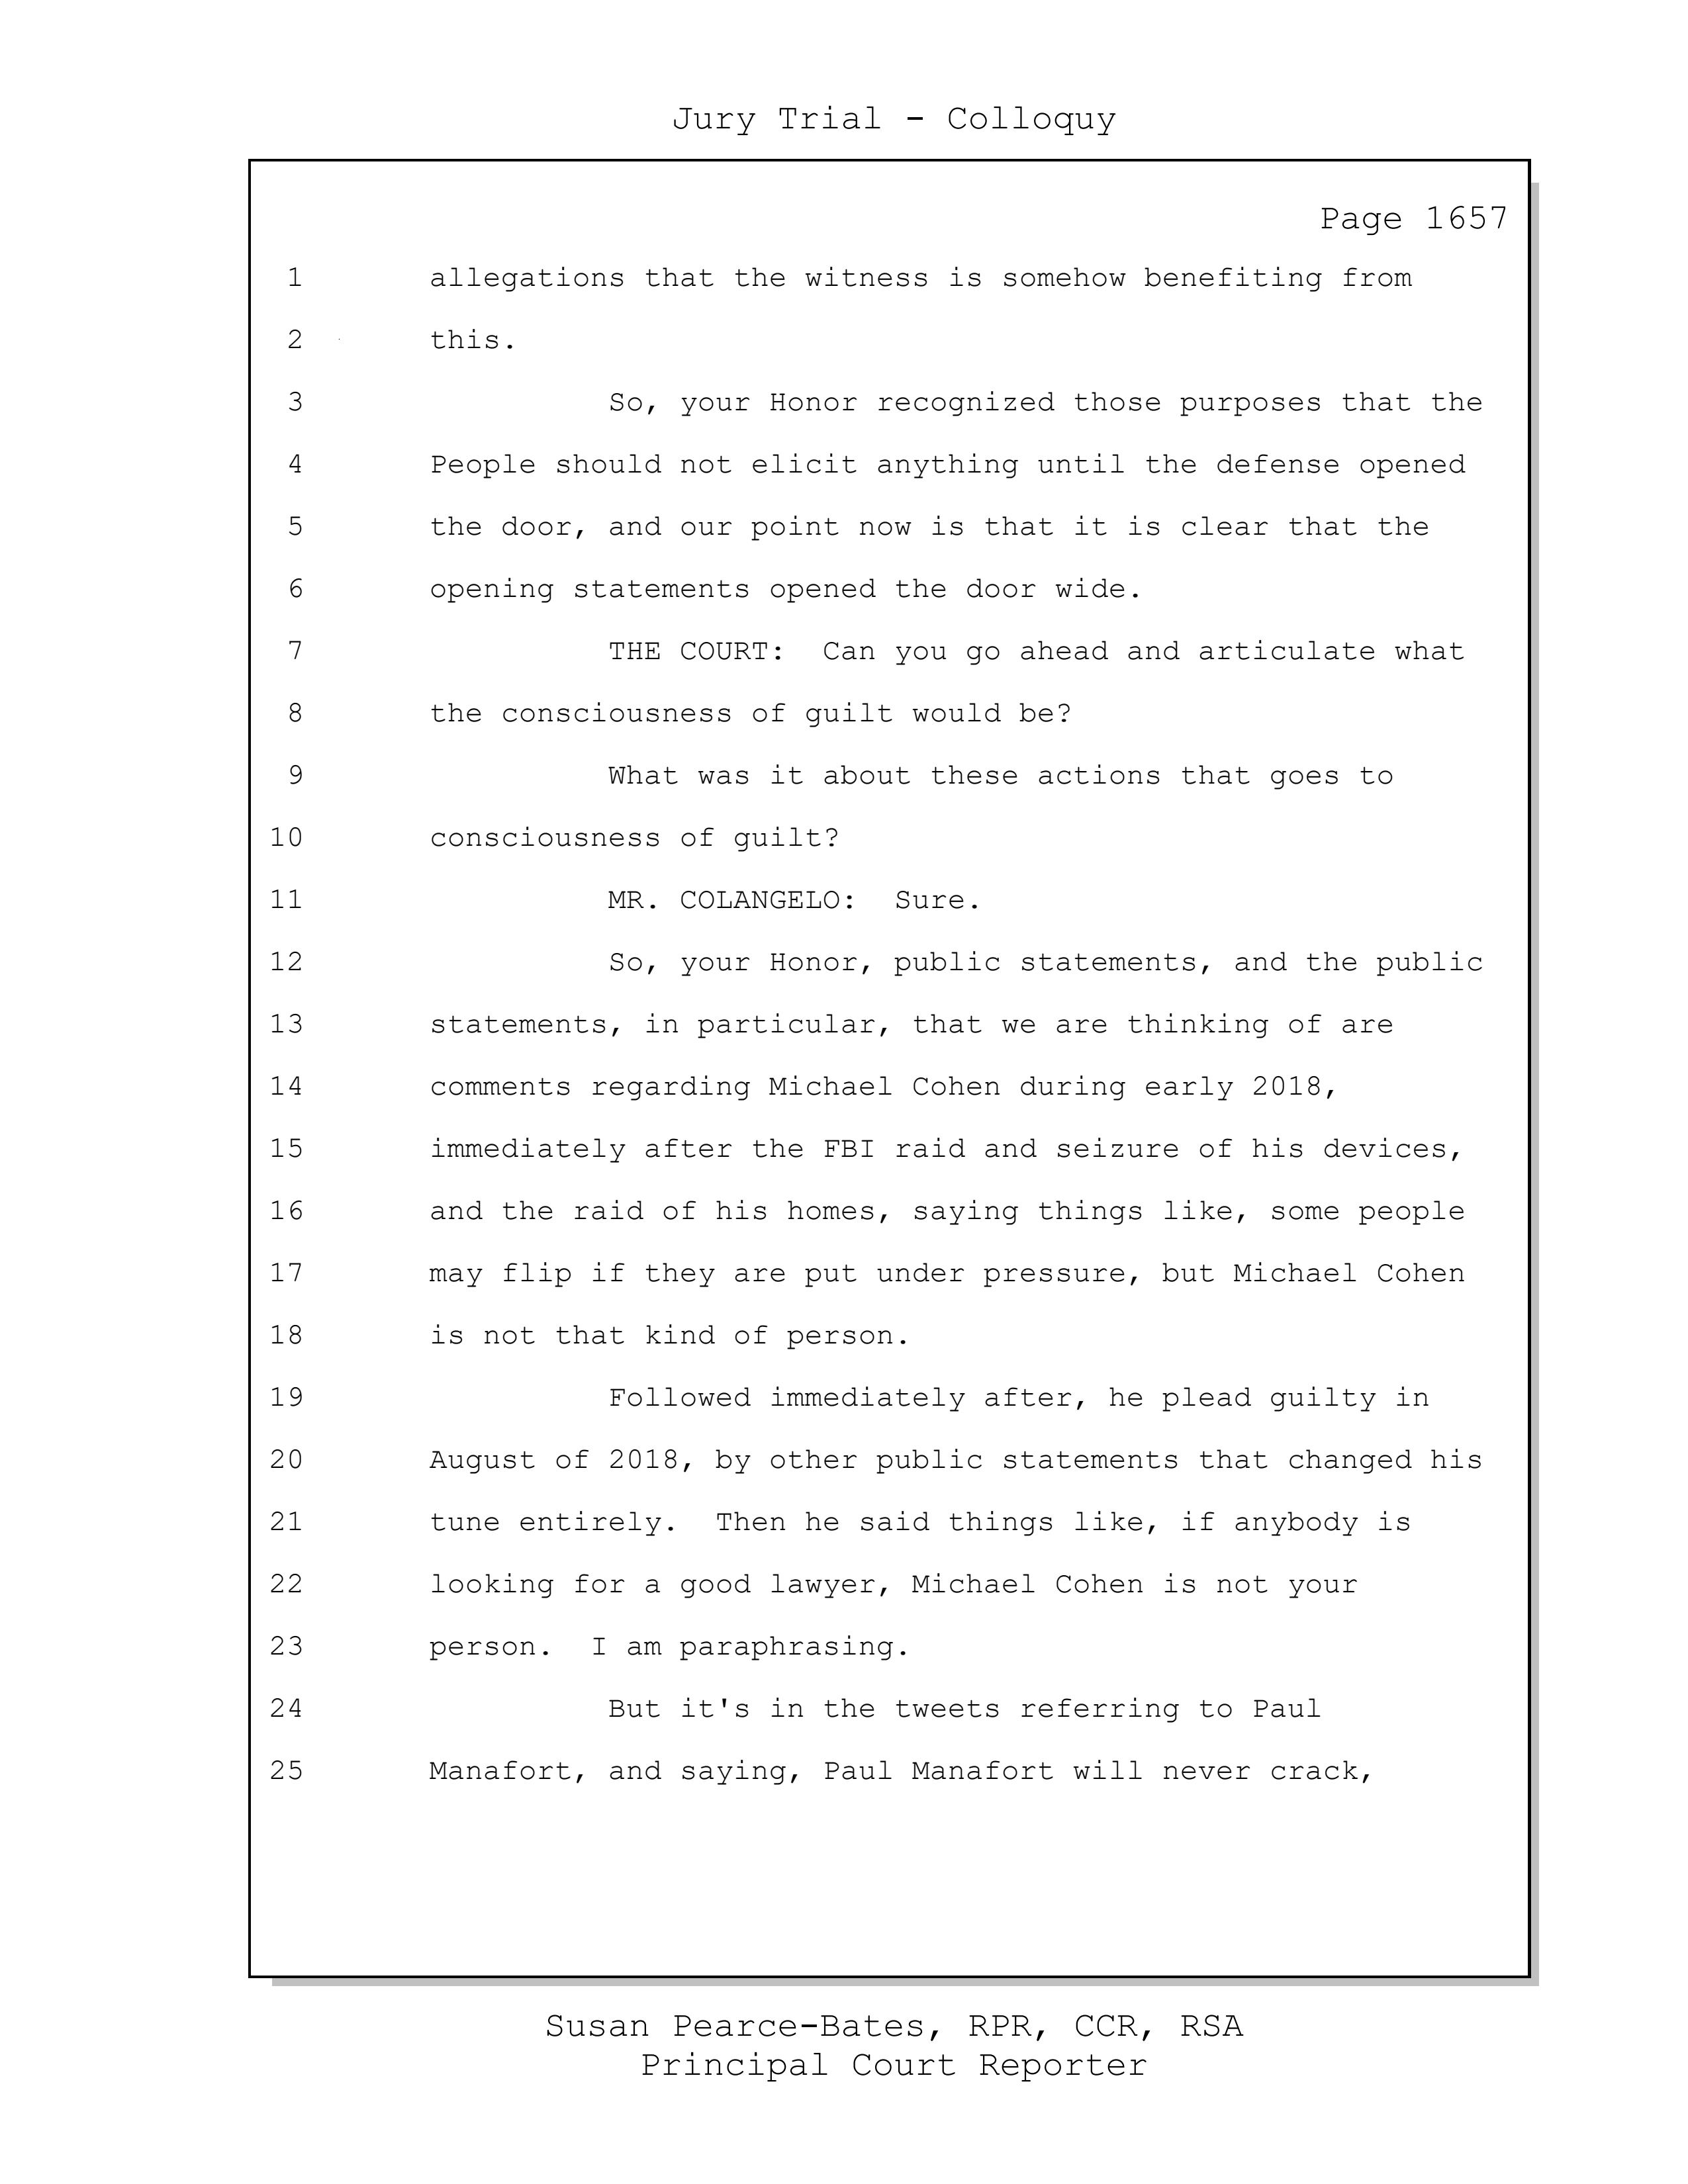 Jury Trial - Colloquy
Page 1657
1 allegations that the witness is somehow benefiting from
2 this.
3 So, your Honor recognized those purposes that the
4 People should not elicit anything until the defense opened
5 the door, and our point now is that it is clear that the
6 opening statements opened the door wide.
7 THE COURT: Can you go ahead and articulate what
8 the consciousness of guilt would be?
9 What was it about these actions that goes to
10 consciousness of guilt?
11 MR. COLANGELO: Sure.
12 So, your Honor, public statements, and the public
13 statements, in particular, that we are thinking of are
14 comments regarding Michael Cohen during early 2018,
15 immediately after the FBI raid and seizure of his devices,
16 and the raid of his homes, saying things like, some people
17 may flip if they are put under pressure, but Michael Cohen
18 is not that kind of person.
19 Followed immediately after, he plead guilty in
20 August of 2018, by other public statements that changed his
21 tune entirely. Then he said things like, if anybody is
22 looking for a good lawyer, Michael Cohen is not your
23 person. I am paraphrasing.
24 But it's in the tweets referring to Paul
25 Manafort, and saying, Paul Manafort will never crack,
Susan Pearce-Bates, RPR, CCR, RSA
Principal Court Reporter